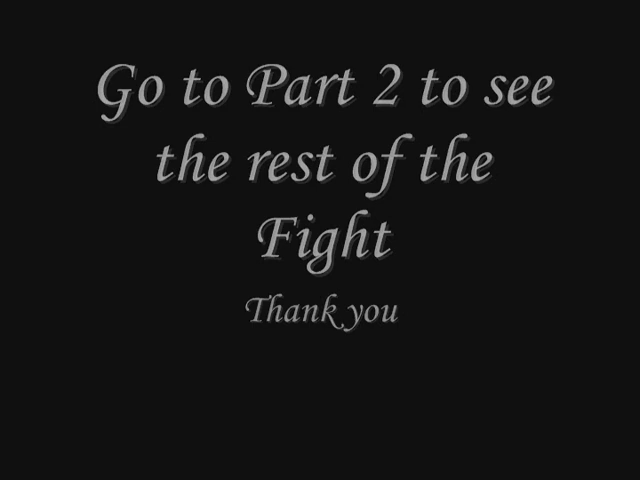 Go to Part 2 to see
the rest of the
Fight
Thank you